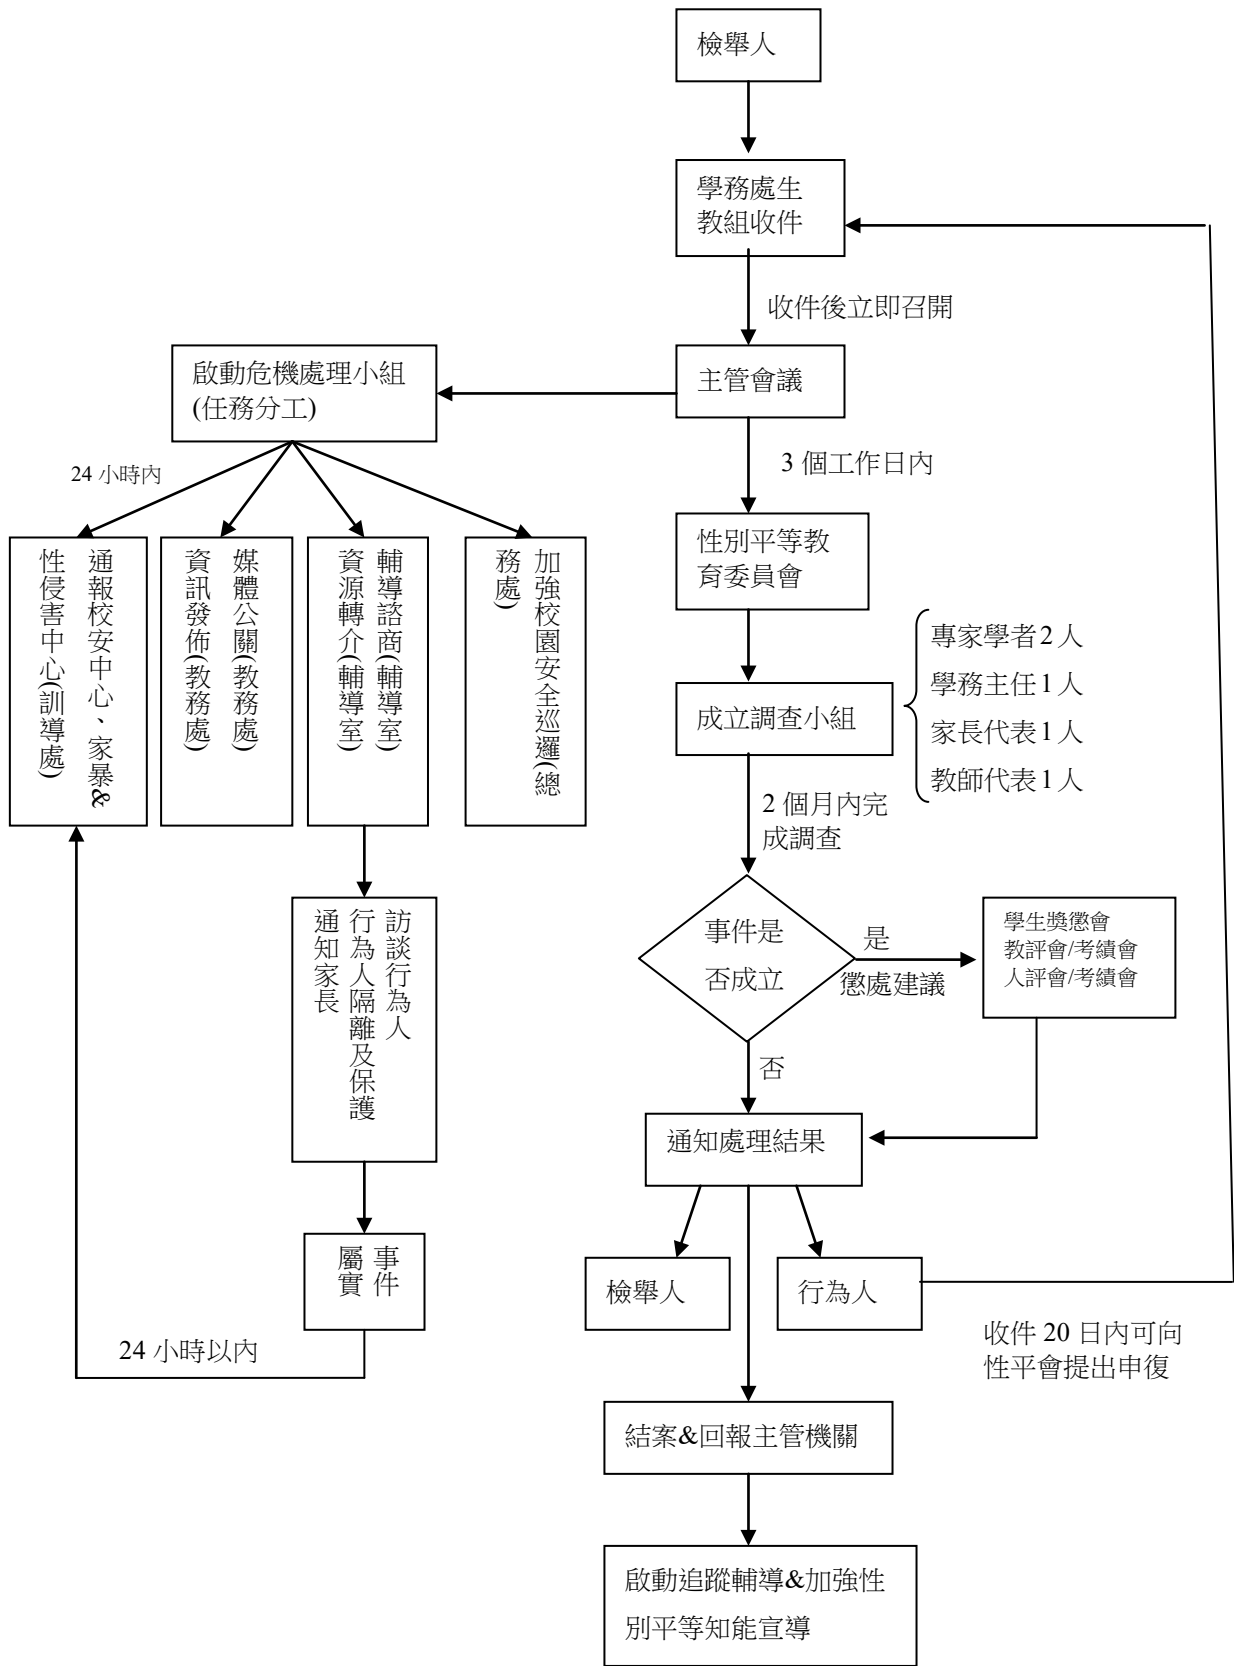 檢舉人
學務處生
教組收件
收件後立即召開
主管會議
啟動危機處理小組
(任務分工)
24 小時內
3 個工作日內
通報校安中心、家暴&
性侵害中心(訓導處)
媒體公關(教務處)
資訊發佈(教務處)
輔導諮商(輔導室)
資源轉介(輔導室)
加強校園安全巡邏(總
務處)
性別平等教
育委員會
成立調查小組
專家學者 2 人
學務主任 1 人
家長代表 1 人
教師代表 1 人
2 個月內完
成調查
事件是
否成立
是
懲處建議
學生獎懲會
教評會/考績會
人評會/考績會
否
訪談行為人
行為人隔離及保護
通知家長
事件
屬實
24 小時以內
通知處理結果
檢舉人
行為人
收件 20 日內可向
性平會提出申復
結案&回報主管機關
啟動追蹤輔導&加強性
別平等知能宣導